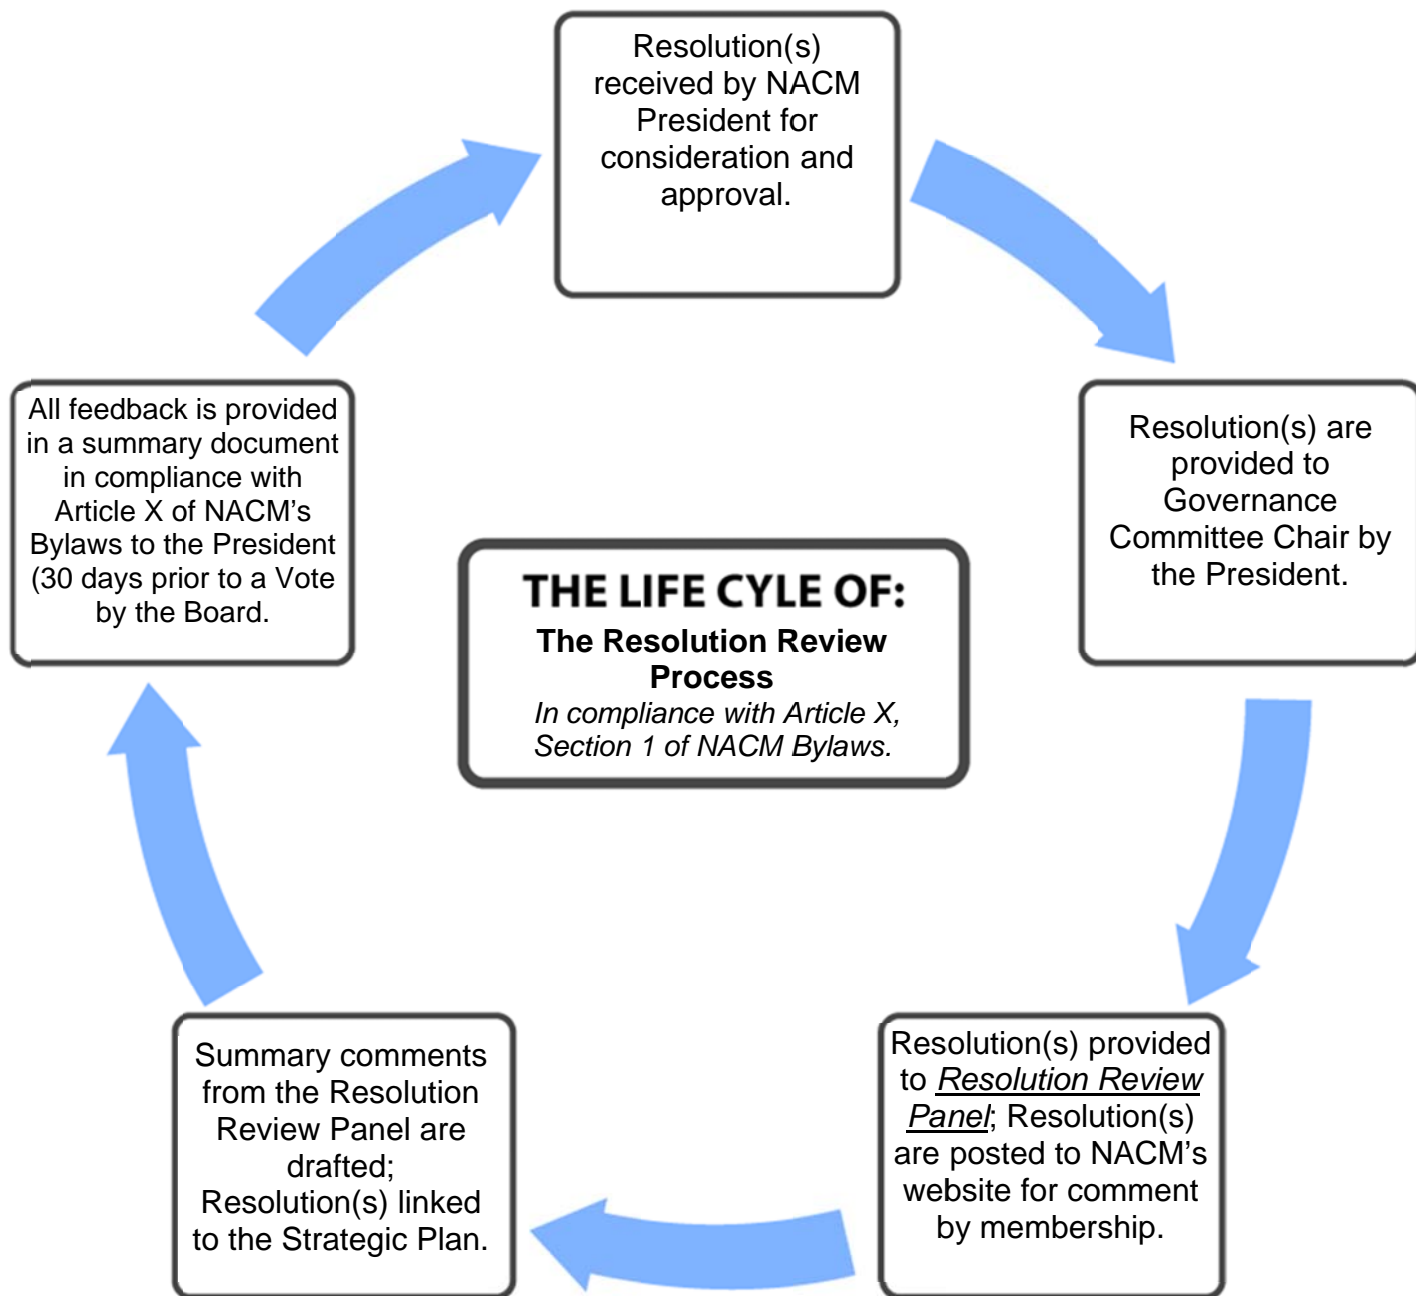 Resolution(s)
received by NACM
President for
consideration and
approval.
Resolution(s) are
provided to
Governance
Committee Chair by
the President.
Resolution(s) provided
to Resolution Review
Panel; Resolution(s)
are posted to NACM’s
website for comment
by membership.
Summary comments
from the Resolution
Review Panel are
drafted;
Resolution(s) linked
to the Strategic Plan.
All feedback is provided
in a summary document
in compliance with
Article X of NACM’s
Bylaws to the President
(30 days prior to a Vote
by the Board.
THE LIFE CYLE OF:
The Resolution Review
Process
In compliance with Article X,
Section 1 of NACM Bylaws.